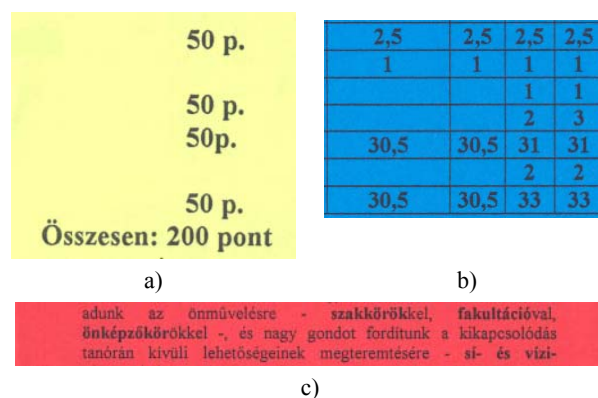 50 p.
50 p.
50p.
50 p.
Összesen: 200 pont
a)
2,5 2,5 2,5 2,5
1 1 1 1
1 1
2 3
30,5 30,5 31 31
2 2
30,5 30,5 33 33
b)
adunk az önművelésre - szakkörökkel, fakultációval,
önképzőkörökkel -, és nagy gondot fordítunk a kikapcsolódás
tanórán kívüli lehetőségeinek megteremtésére - sí- és vízi-
c)